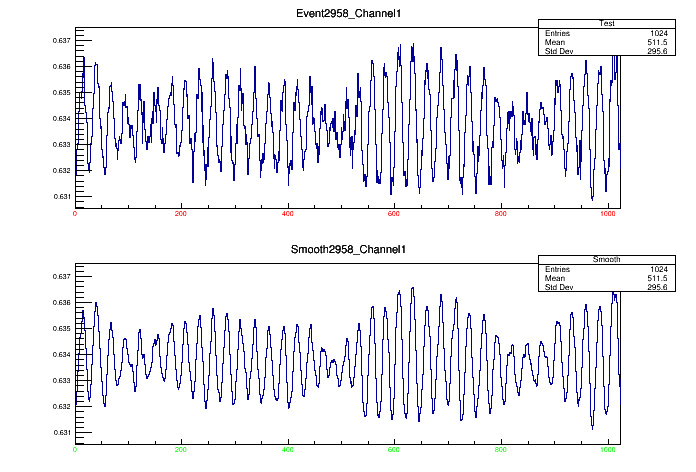 Event2958_Channel1
Test
Entries 1024
Mean 511.5
Std Dev 295.6
0.637
0.636
0.635
0.634
0.633
0.632
0.631
0 200 400 600 800 1000
Smooth2958_Channel1
Smooth
Entries 1024
Mean 511.5
Std Dev 295.6
0.637
0.636
0.635
0.634
0.633
0.632
0.631
0 200 400 600 800 1000